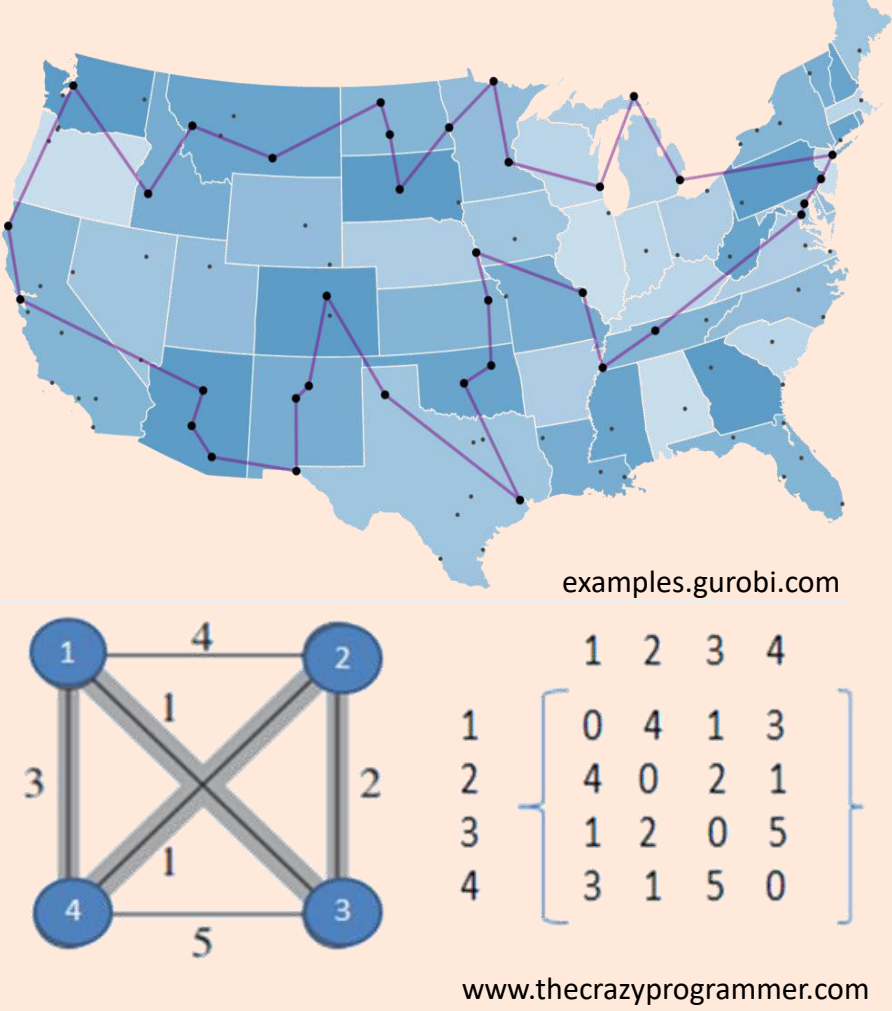 examples.gurobi.com
1 4 2
1
3 2
1
4 5 3
1 2 3 4
1 0 4 1 3
2 4 0 2 1
3 1 2 0 5
4 3 1 5 0
www.thecrazyprogrammer.com